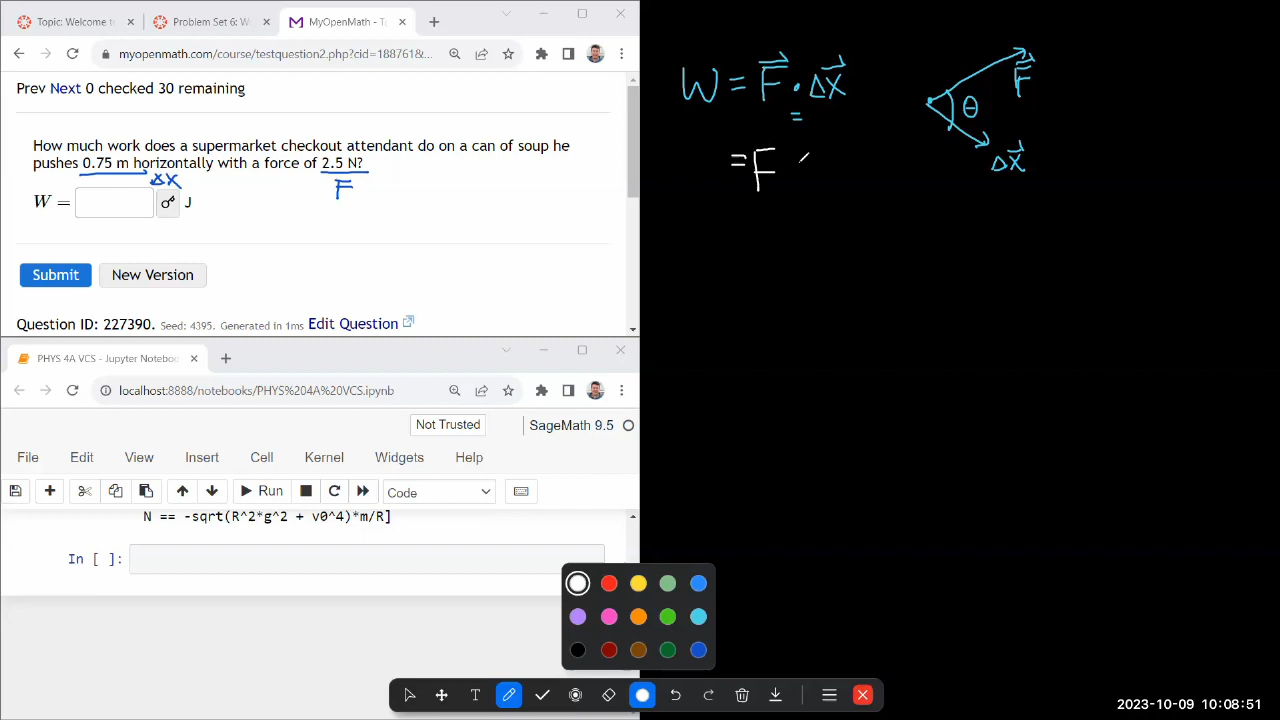 Topic: Welcome t
Problem Set 6: W
MyOpenMath - T
myopenmath.com/course/testquestion2.php?cid=188761&...
Prev Next 0 checked 30 remaining
How much work does a supermarket checkout attendant do on a can of soup he
pushes 0.75 m horizontally with a force of 2.5 N?
Δx
F
W =
J
Submit
New Version
Question ID: 227390. Seed: 4395. Generated in 1ms Edit Question
PHYS 4A VCS - Jupyter Notebo
localhost:8888/notebooks/PHYS%204A%20VCS.ipynb
Not Trusted
SageMath 9.5
File Edit View Insert Cell Kernel Widgets Help
Run
Code
N == -sqrt(R^2*g^2 + v0^4)*m/R]
In [ ]:
W = F⃗ · Δx⃗
=
= F
F⃗
θ
Δx⃗
T
2023-10-09 10:08:51